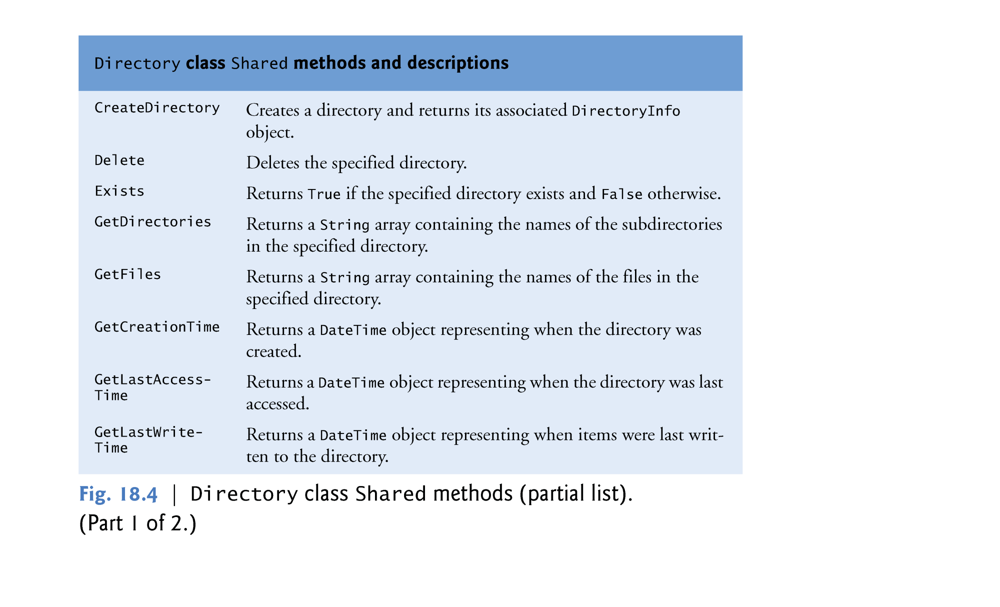 Directory class Shared methods and descriptions
CreateDirectory Creates a directory and returns its associated DirectoryInfo
object.
Delete Deletes the specified directory.
Exists Returns True if the specified directory exists and False otherwise.
GetDirectories Returns a String array containing the names of the subdirectories
in the specified directory.
GetFiles Returns a String array containing the names of the files in the
specified directory.
GetCreationTime Returns a DateTime object representing when the directory was
created.
GetLastAccess- Returns a DateTime object representing when the directory was last
Time accessed.
GetLastWrite- Returns a DateTime object representing when items were last writ-
Time ten to the directory.
Fig. 18.4 | Directory class Shared methods (partial list).
(Part 1 of 2.)